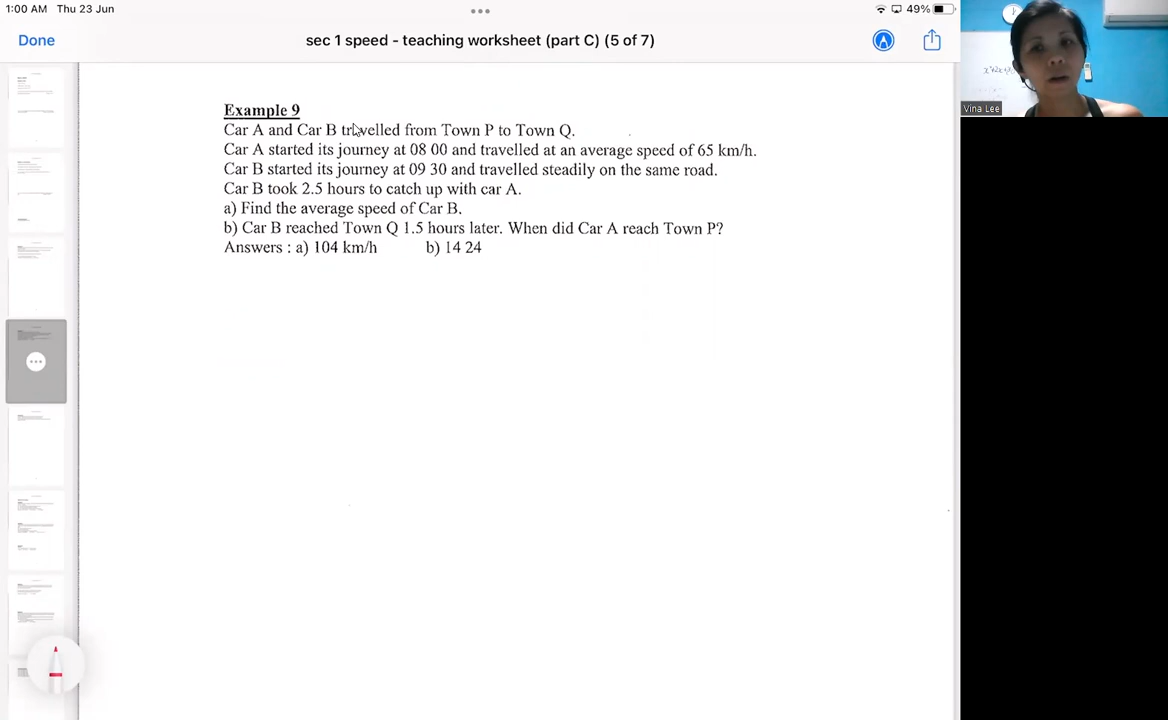 1:00 AM Thu 23 Jun
49%
Done
sec 1 speed - teaching worksheet (part C) (5 of 7)
Vina Lee
Example 9
Car A and Car B travelled from Town P to Town Q.
Car A started its journey at 08 00 and travelled at an average speed of 65 km/h.
Car B started its journey at 09 30 and travelled steadily on the same road.
Car B took 2.5 hours to catch up with car A.
a) Find the average speed of Car B.
b) Car B reached Town Q 1.5 hours later. When did Car A reach Town P?
Answers : a) 104 km/h b) 14 24